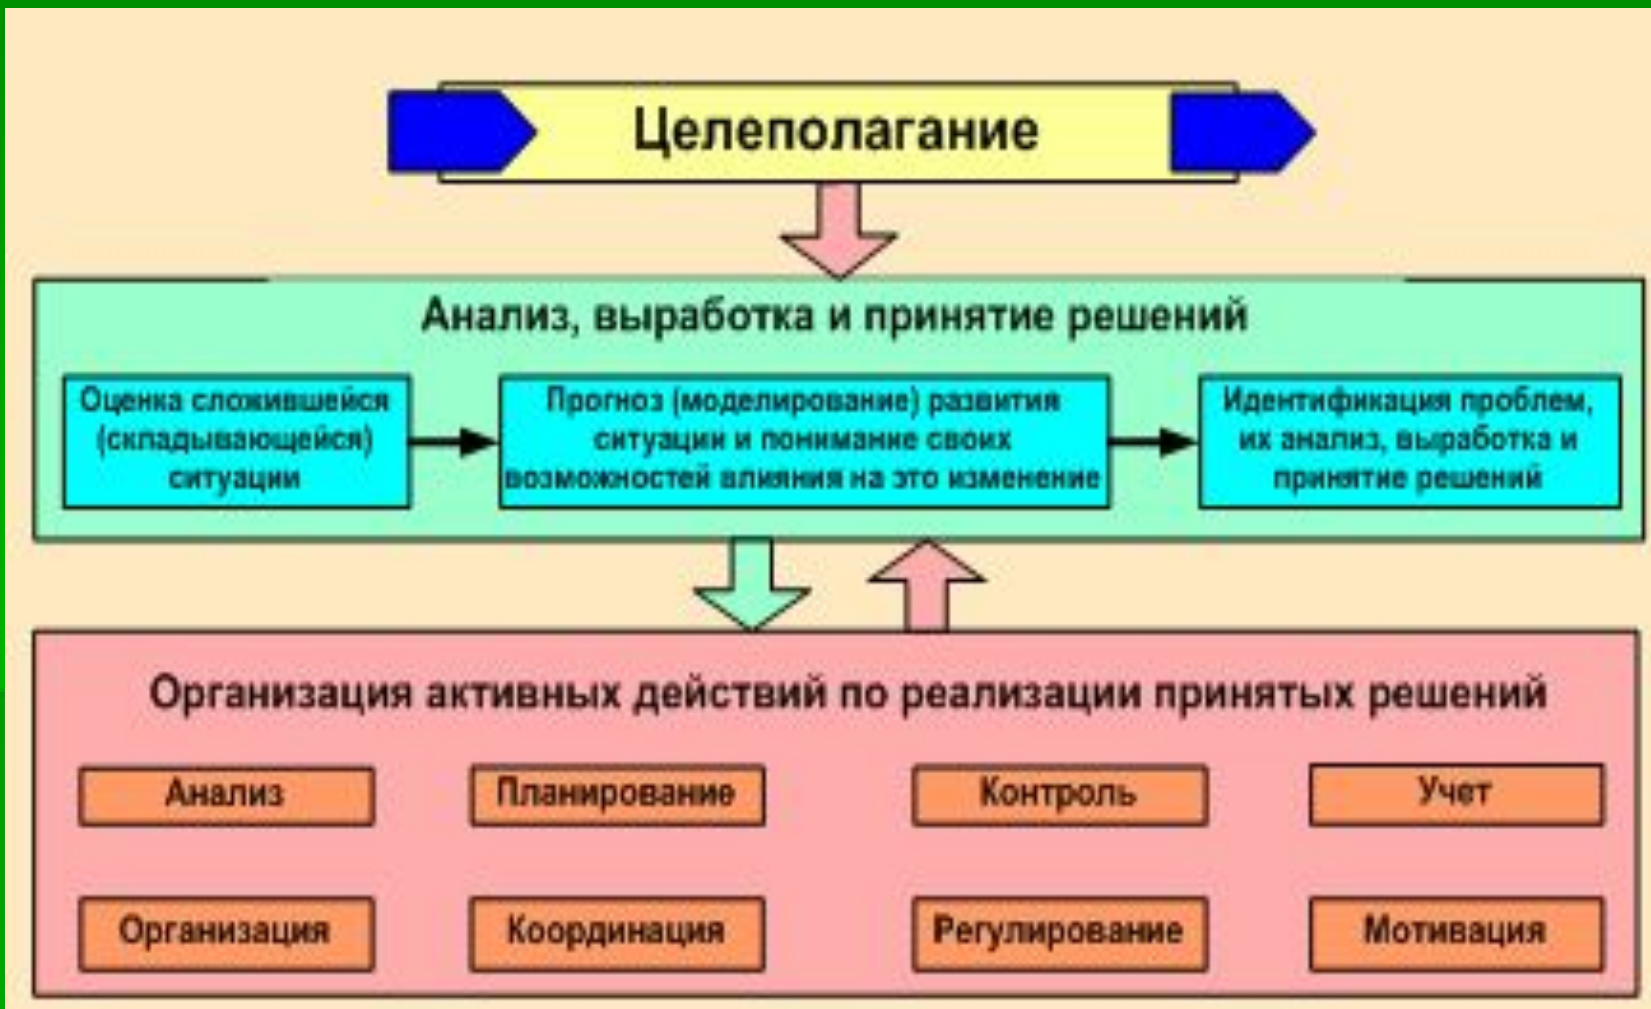 Целеполагание
Анализ, выработка и принятие решений
Оценка сложившейся
(складывающейся)
ситуации
Прогноз (моделирование) развития
ситуации и понимание своих
возможностей влияния на это изменение
Идентификация проблем,
их анализ, выработка и
принятие решений
Организация активных действий по реализации принятых решений
Анализ
Планирование
Контроль
Учет
Организация
Координация
Регулирование
Мотивация